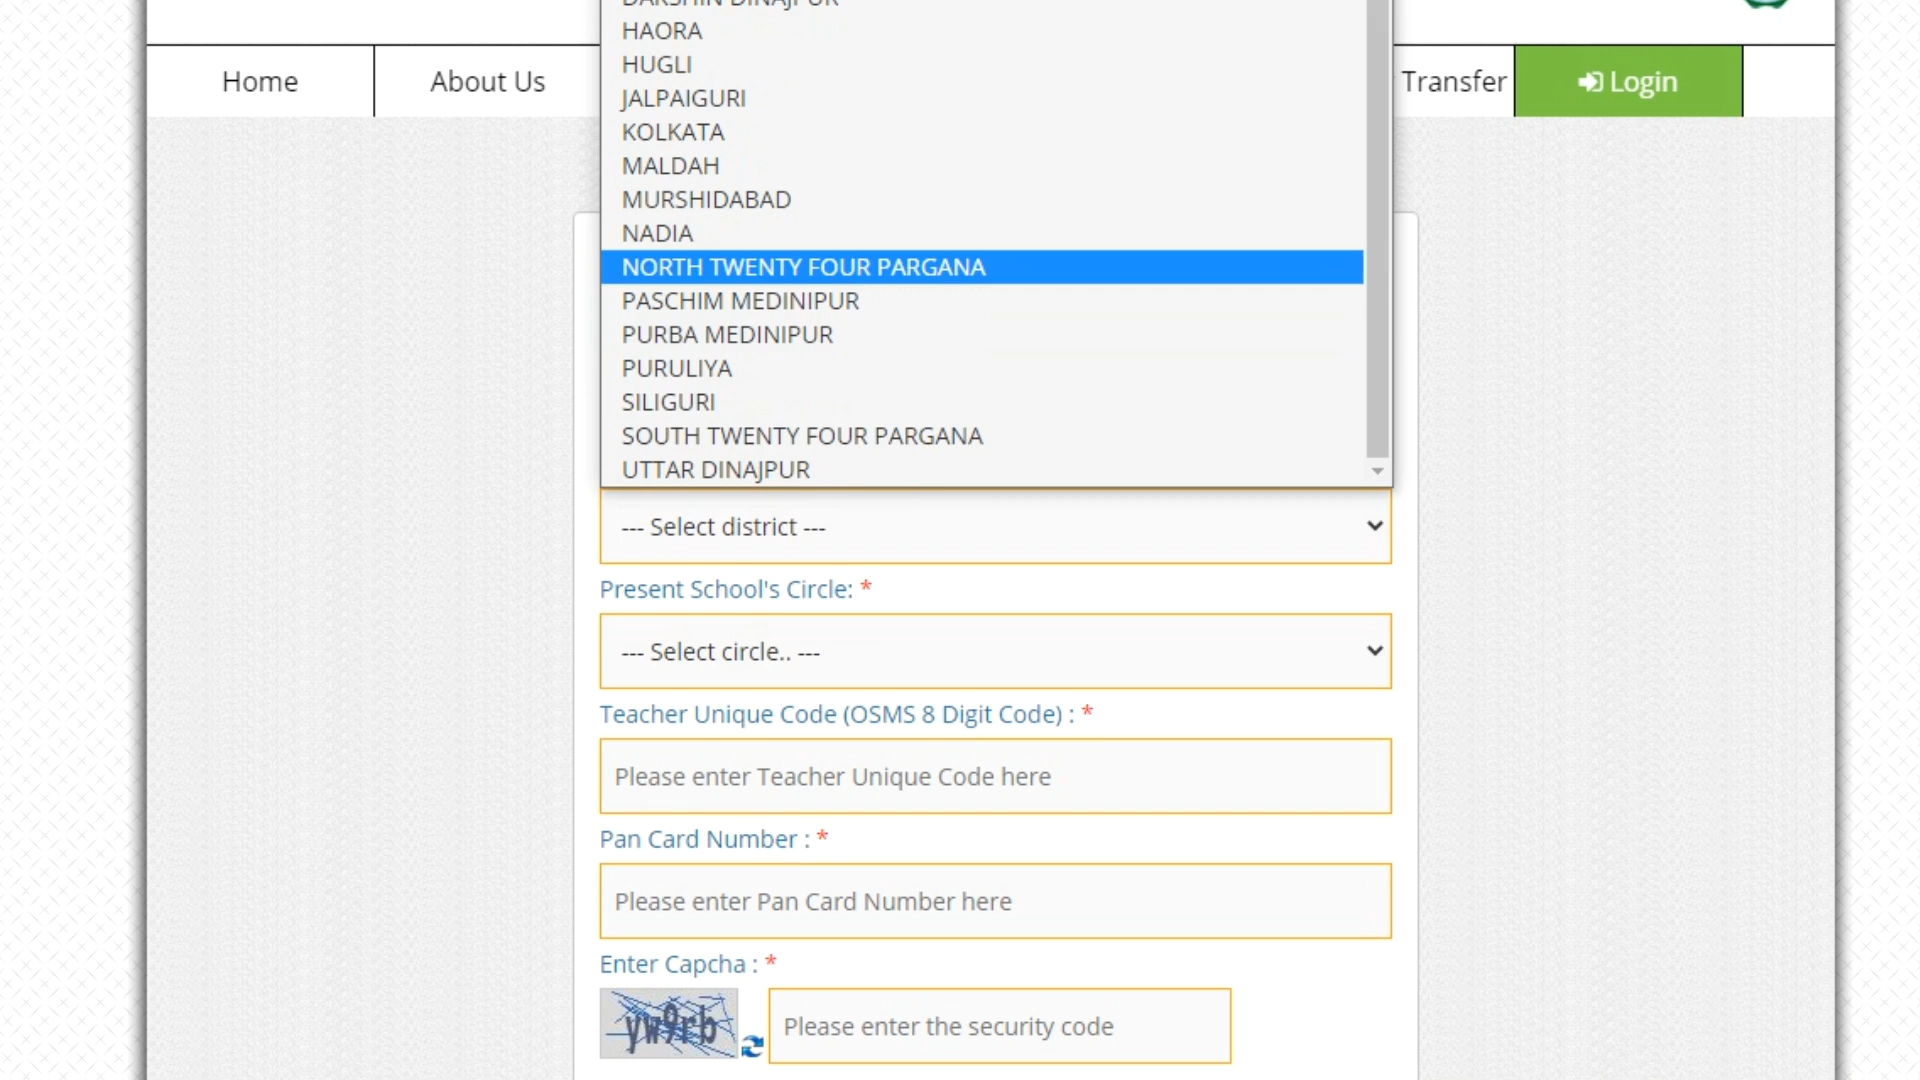 DAKSHIN DINAJPUR
HAORA
HUGLI
JALPAIGURI
KOLKATA
MALDAH
MURSHIDABAD
NADIA
NORTH TWENTY FOUR PARGANA
PASCHIM MEDINIPUR
PURBA MEDINIPUR
PURULIYA
SILIGURI
SOUTH TWENTY FOUR PARGANA
UTTAR DINAJPUR
Home
About Us
Transfer
Login
--- Select district ---
Present School's Circle: *
--- Select circle.. ---
Teacher Unique Code (OSMS 8 Digit Code) : *
Please enter Teacher Unique Code here
Pan Card Number : *
Please enter Pan Card Number here
Enter Capcha : *
yw9rb
Please enter the security code